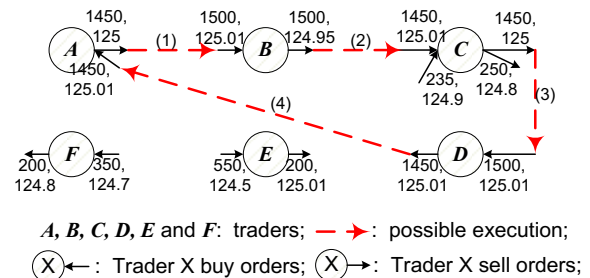 1450, 125
1500, 125.01
1500, 124.95
1450, 125.01
1450, 125
A
(1)
B
(2)
C
1450, 125.01
235, 124.9
250, 124.8
(3)
(4)
F
E
D
200, 124.8
350, 124.7
550, 124.5
200, 125.01
1450, 125.01
1500, 125.01
A, B, C, D, E and F: traders; : possible execution;
X : Trader X buy orders; X : Trader X sell orders;